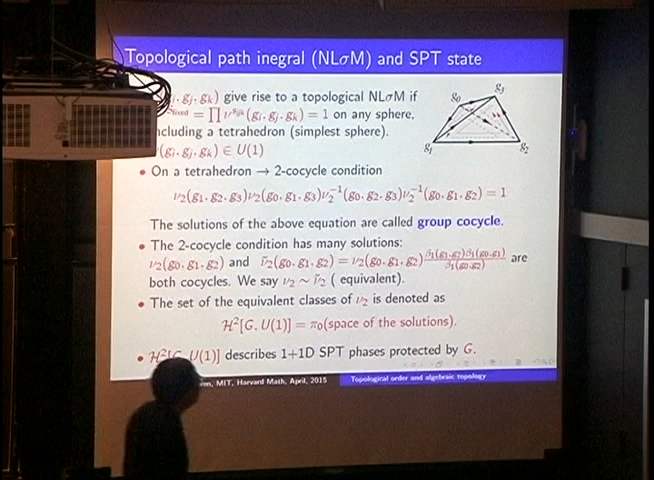 Topological path inegral (NLσM) and SPT state
g_j, g_k) give rise to a topological NLσM if
= ∏ ν^{s_{ijk}}(g_i, g_j, g_k) = 1 on any sphere,
including a tetrahedron (simplest sphere).
(g_i, g_j, g_k) ∈ U(1)
g_0 g_3
g_1 g_2
• On a tetrahedron → 2-cocycle condition
ν_2(g_1, g_2, g_3)ν_2(g_0, g_1, g_3)ν_2^{-1}(g_0, g_2, g_3)ν_2^{-1}(g_0, g_1, g_2) = 1
The solutions of the above equation are called group cocycle.
• The 2-cocycle condition has many solutions:
ν_2(g_0, g_1, g_2) and ν̃_2(g_0, g_1, g_2) = ν_2(g_0, g_1, g_2) β_1(g_1,g_2)β_1(g_0,g_1)/β_1(g_0,g_2) are
both cocycles. We say ν_2 ∼ ν̃_2 ( equivalent).
• The set of the equivalent classes of ν_2 is denoted as
H²[G, U(1)] = π_0(space of the solutions).
• H²[G, U(1)] describes 1+1D SPT phases protected by G.
MIT, Harvard Math, April, 2015 Topological order and algebraic topology